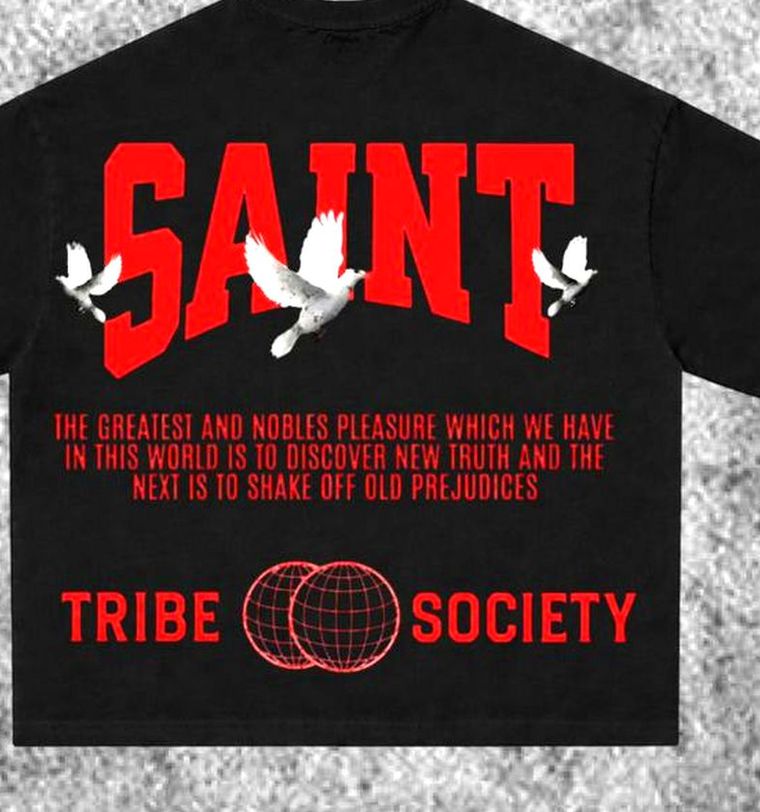 SAINT
THE GREATEST AND NOBLES PLEASURE WHICH WE HAVE
IN THIS WORLD IS TO DISCOVER NEW TRUTH AND THE
NEXT IS TO SHAKE OFF OLD PREJUDICES
TRIBE SOCIETY